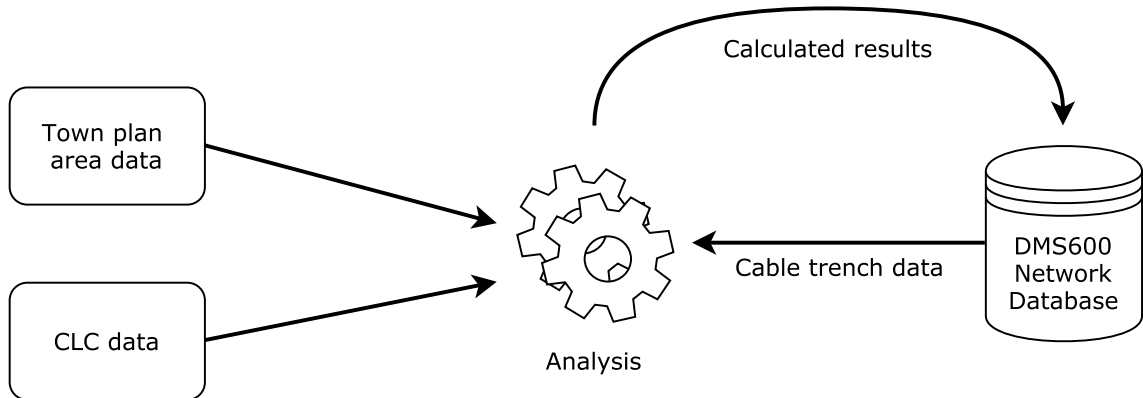 Calculated results
Town plan
area data
DMS600
Network
Database
Cable trench data
CLC data
Analysis